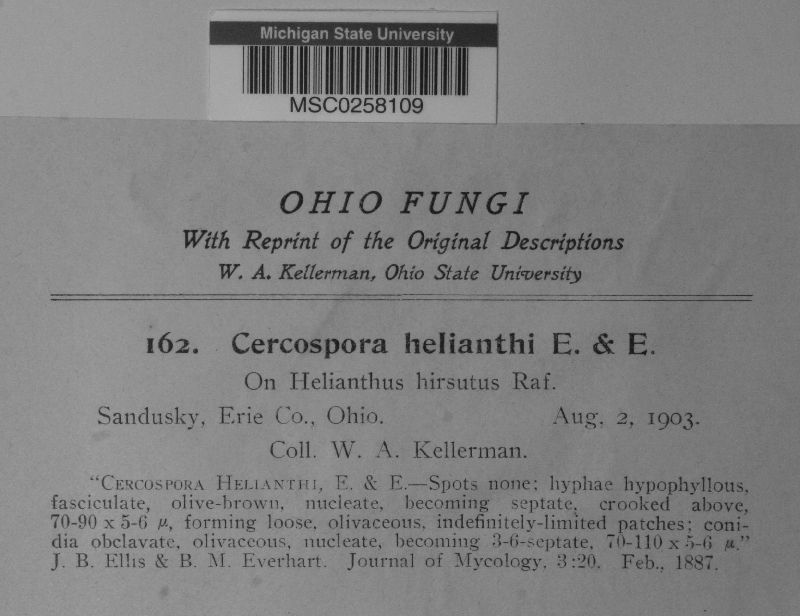 Michigan State University
MSC0258109
OHIO FUNGI
With Reprint of the Original Descriptions
W. A. Kellerman, Ohio State University
162. Cercospora helianthi E. & E.
On Helianthus hirsutus Raf.
Sandusky, Erie Co., Ohio. Aug. 2, 1903.
Coll. W. A. Kellerman.
"CERCOSPORA HELIANTHI, E. & E.—Spots none; hyphae hypophyllous,
fasciculate, olive-brown, nucleate, becoming septate, crooked above,
70-90 x 5-6 μ, forming loose, olivaceous, indefinitely-limited patches; coni-
dia obclavate, olivaceous, nucleate, becoming 3-6-septate, 70-110 x 5-6 μ."
J. B. Ellis & B. M. Everhart. Journal of Mycology, 3:20. Feb., 1887.